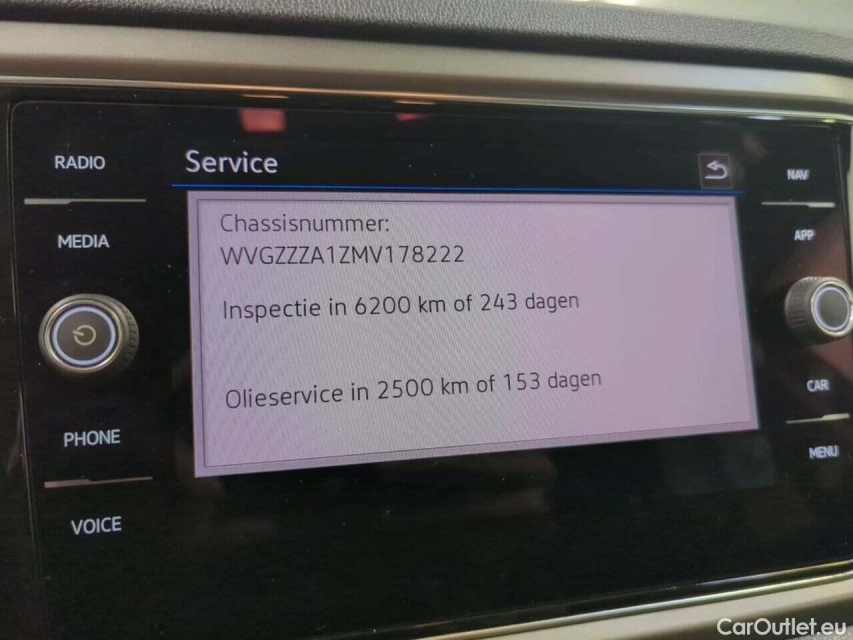 RADIO
Service
NAV
MEDIA
Chassisnummer:
WVGZZZA1ZMV178222
APP
Inspectie in 6200 km of 243 dagen
Olieservice in 2500 km of 153 dagen
CAR
PHONE
MENU
VOICE
CarOutlet.eu